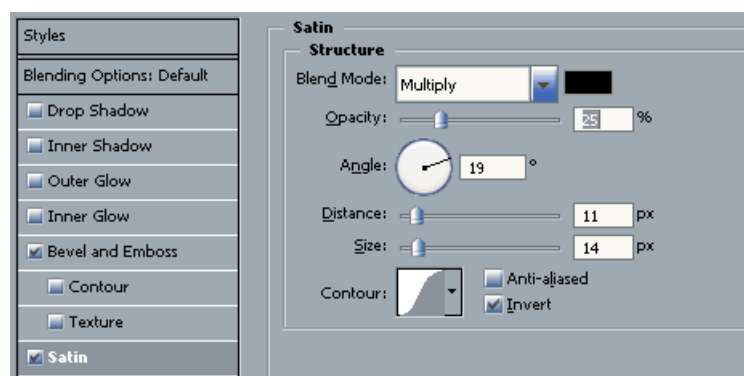 Styles
Blending Options: Default
Drop Shadow
Inner Shadow
Outer Glow
Inner Glow
Bevel and Emboss
Contour
Texture
Satin
Satin
Structure
Blend Mode: Multiply
Opacity: 25 %
Angle: 19 °
Distance: 11 px
Size: 14 px
Contour: Anti-aliased
Invert